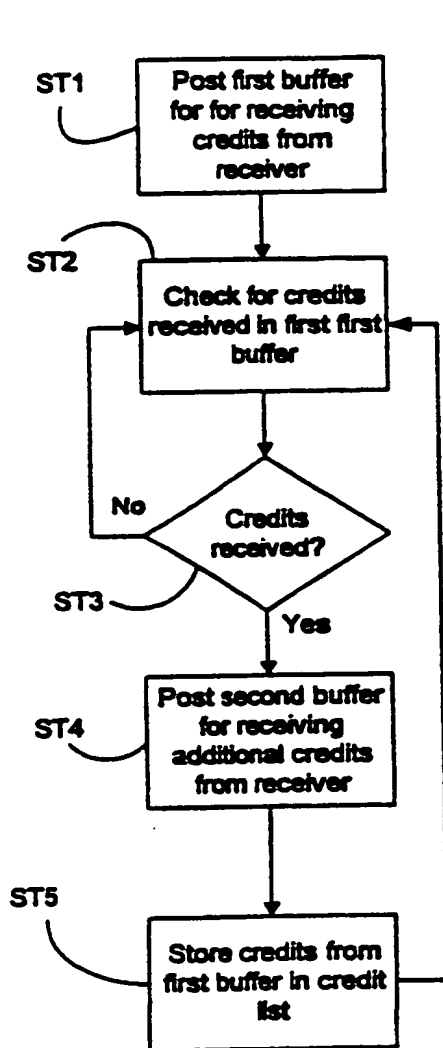 ST1
Post first buffer
for for receiving
credits from
receiver
ST2
Check for credits
received in first first
buffer
No
Credits
received?
ST3
Yes
Post second buffer
for receiving
additional credits
from receiver
ST4
ST5
Store credits from
first buffer in credit
list